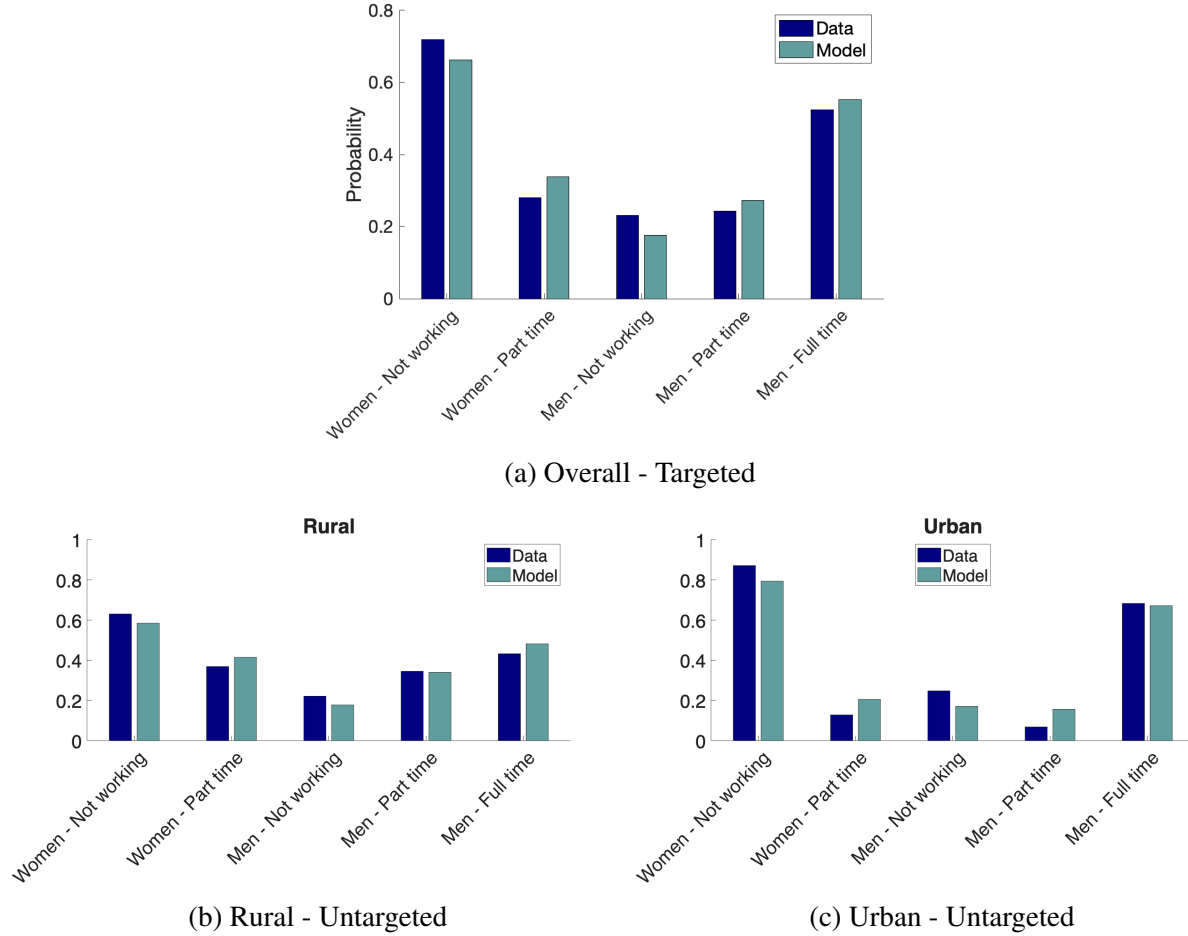 0.8
0.6
0.4
0.2
0
Probability
Data
Model
Women - Not working
Women - Part time
Men - Not working
Men - Part time
Men - Full time
(a) Overall - Targeted
Rural
1
0.8
0.6
0.4
0.2
0
Data
Model
Women - Not working
Women - Part time
Men - Not working
Men - Part time
Men - Full time
(b) Rural - Untargeted
Urban
1
0.8
0.6
0.4
0.2
0
Data
Model
Women - Not working
Women - Part time
Men - Not working
Men - Part time
Men - Full time
(c) Urban - Untargeted